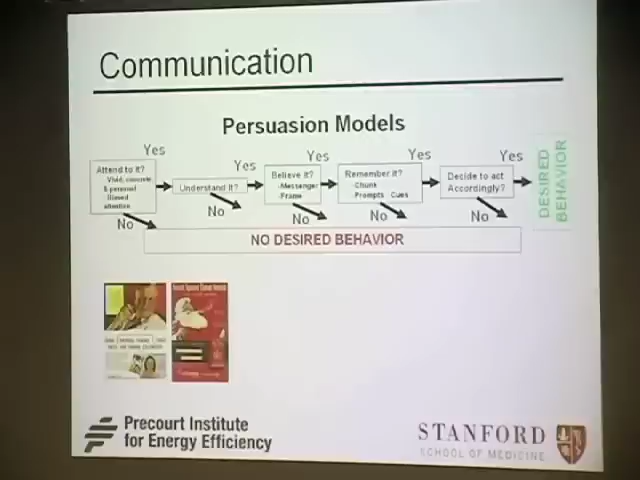 Communication
Persuasion Models
Yes
Yes
Yes
Yes
Yes
Attend to it?
Vivid, concrete
& personal
attention
Understand it?
Believe it?
-Messenger
-Frame
Remember it?
-Chunk
Prompts Cues
Decide to act
Accordingly?
DESIRED
BEHAVIOR
No
No
No
No
No
NO DESIRED BEHAVIOR
Precourt Institute
for Energy Efficiency
STANFORD
SCHOOL OF MEDICINE